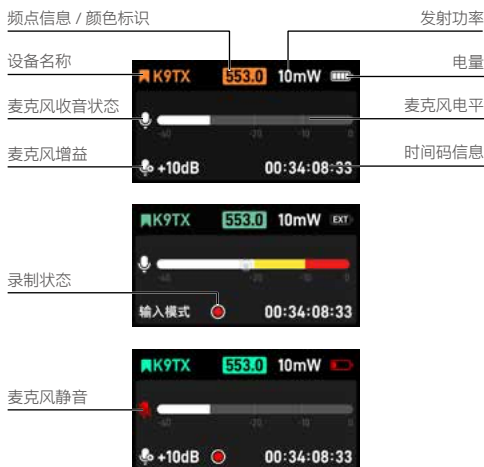 频点信息 / 颜色标识
发射功率
设备名称
K9TX 553.0 10mW
电量
麦克风收音状态
麦克风电平
-60 -20 -10 0
麦克风增益
+10dB 00:34:08:33
时间码信息
K9TX 553.0 10mW EXT
-60 -20 -10 0
录制状态
输入模式 00:34:08:33
K9TX 553.0 10mW
麦克风静音
-60 -20 -10 0
+10dB 00:34:08:33